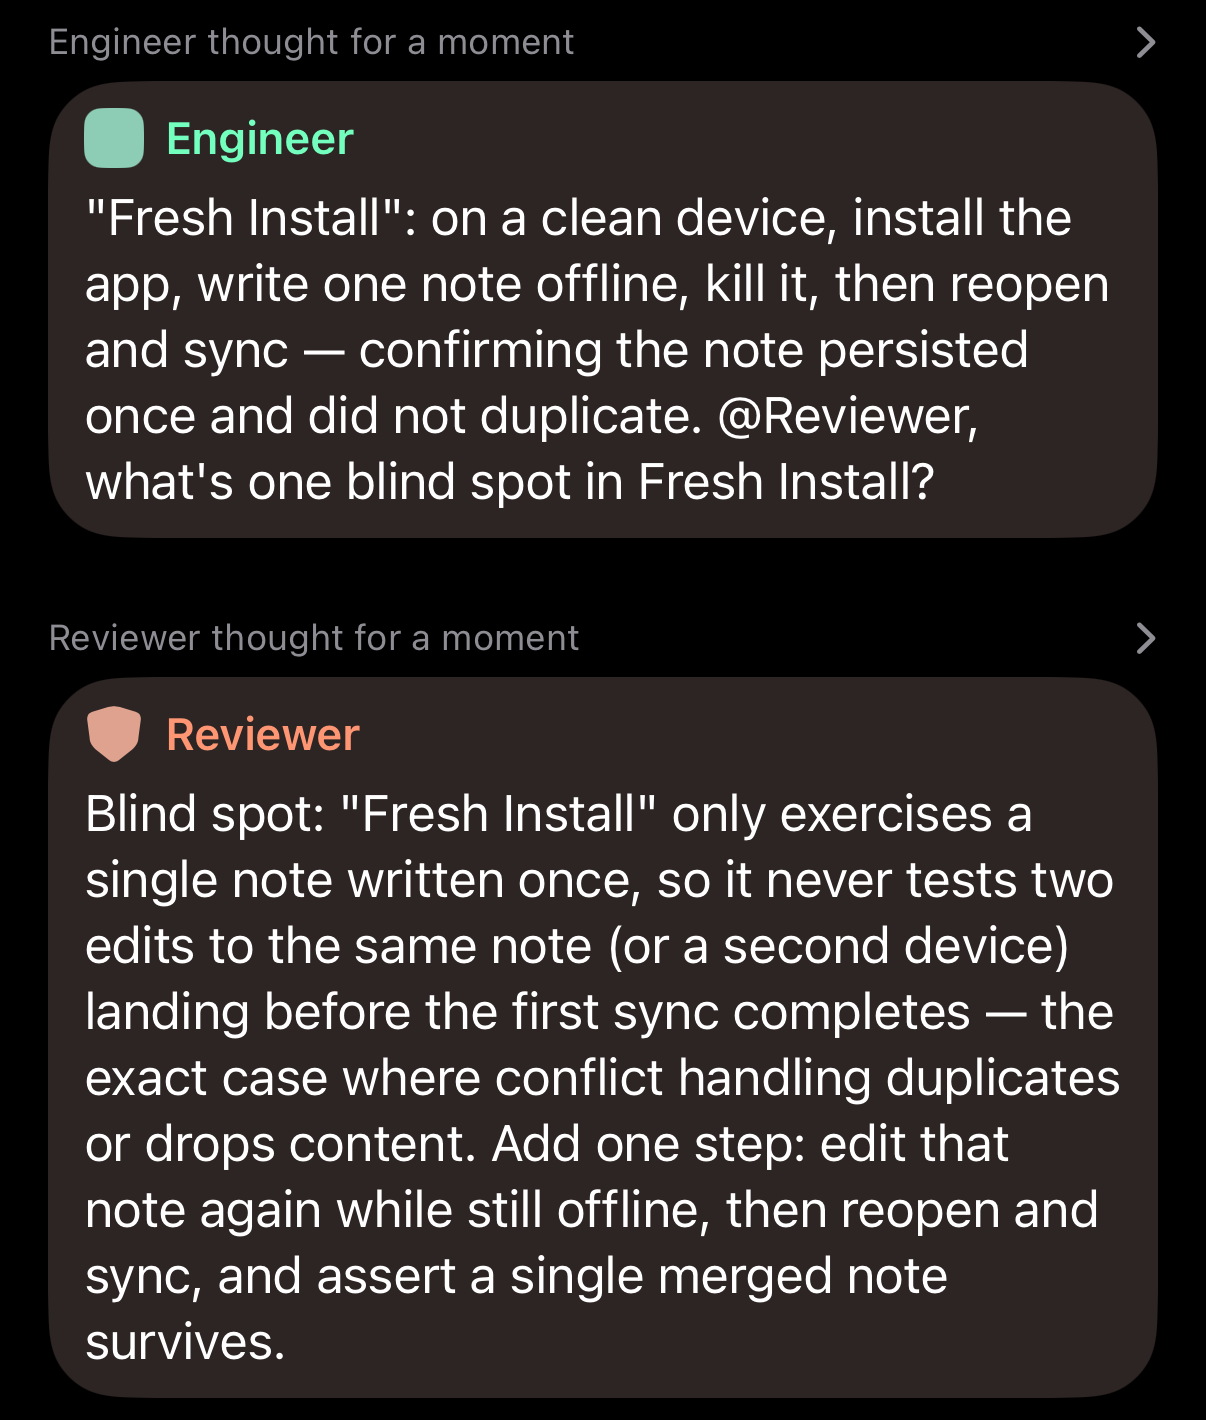 Engineer thought for a moment
Engineer
"Fresh Install": on a clean device, install the
app, write one note offline, kill it, then reopen
and sync — confirming the note persisted
once and did not duplicate. @Reviewer,
what's one blind spot in Fresh Install?
Reviewer thought for a moment
Reviewer
Blind spot: "Fresh Install" only exercises a
single note written once, so it never tests two
edits to the same note (or a second device)
landing before the first sync completes — the
exact case where conflict handling duplicates
or drops content. Add one step: edit that
note again while still offline, then reopen and
sync, and assert a single merged note
survives.